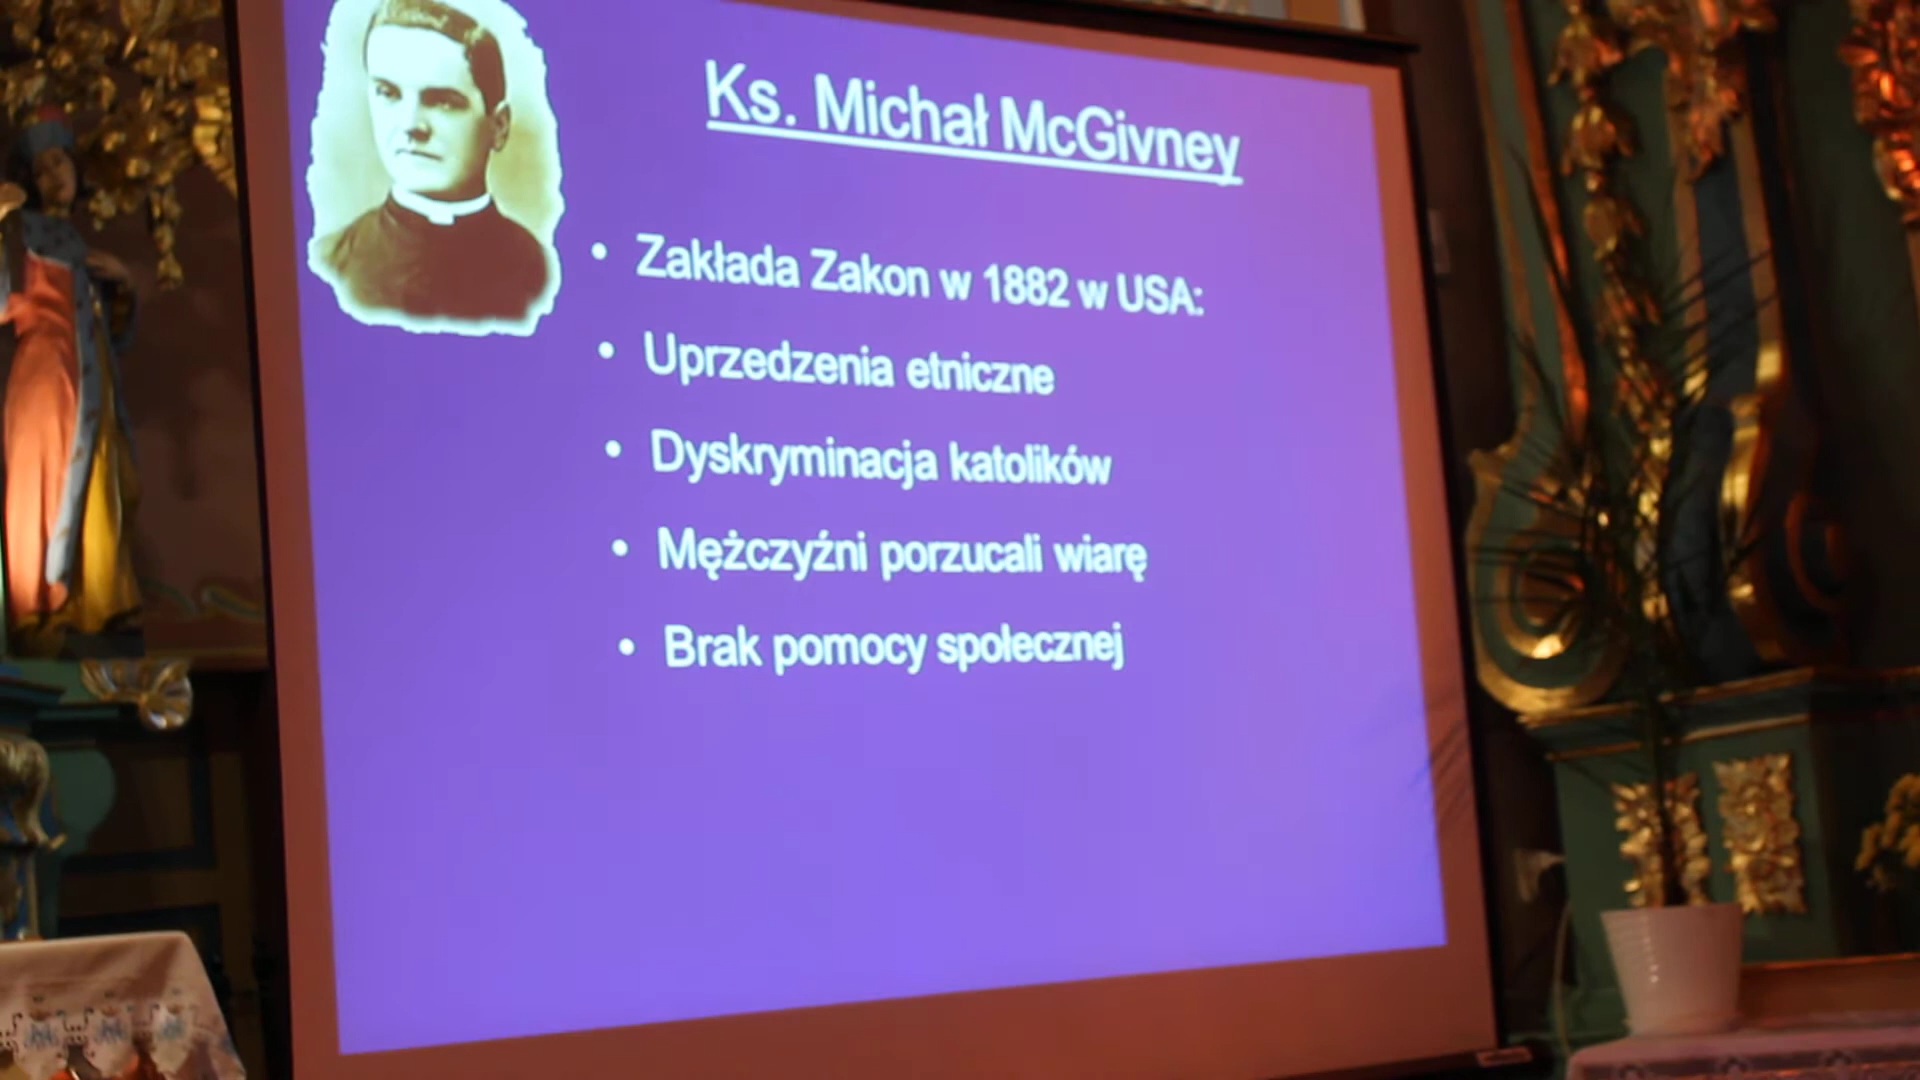 Ks. Michał McGivney
• Zakłada Zakon w 1882 w USA:
• Uprzedzenia etniczne
• Dyskryminacja katolików
• Mężczyźni porzucali wiarę
• Brak pomocy społecznej